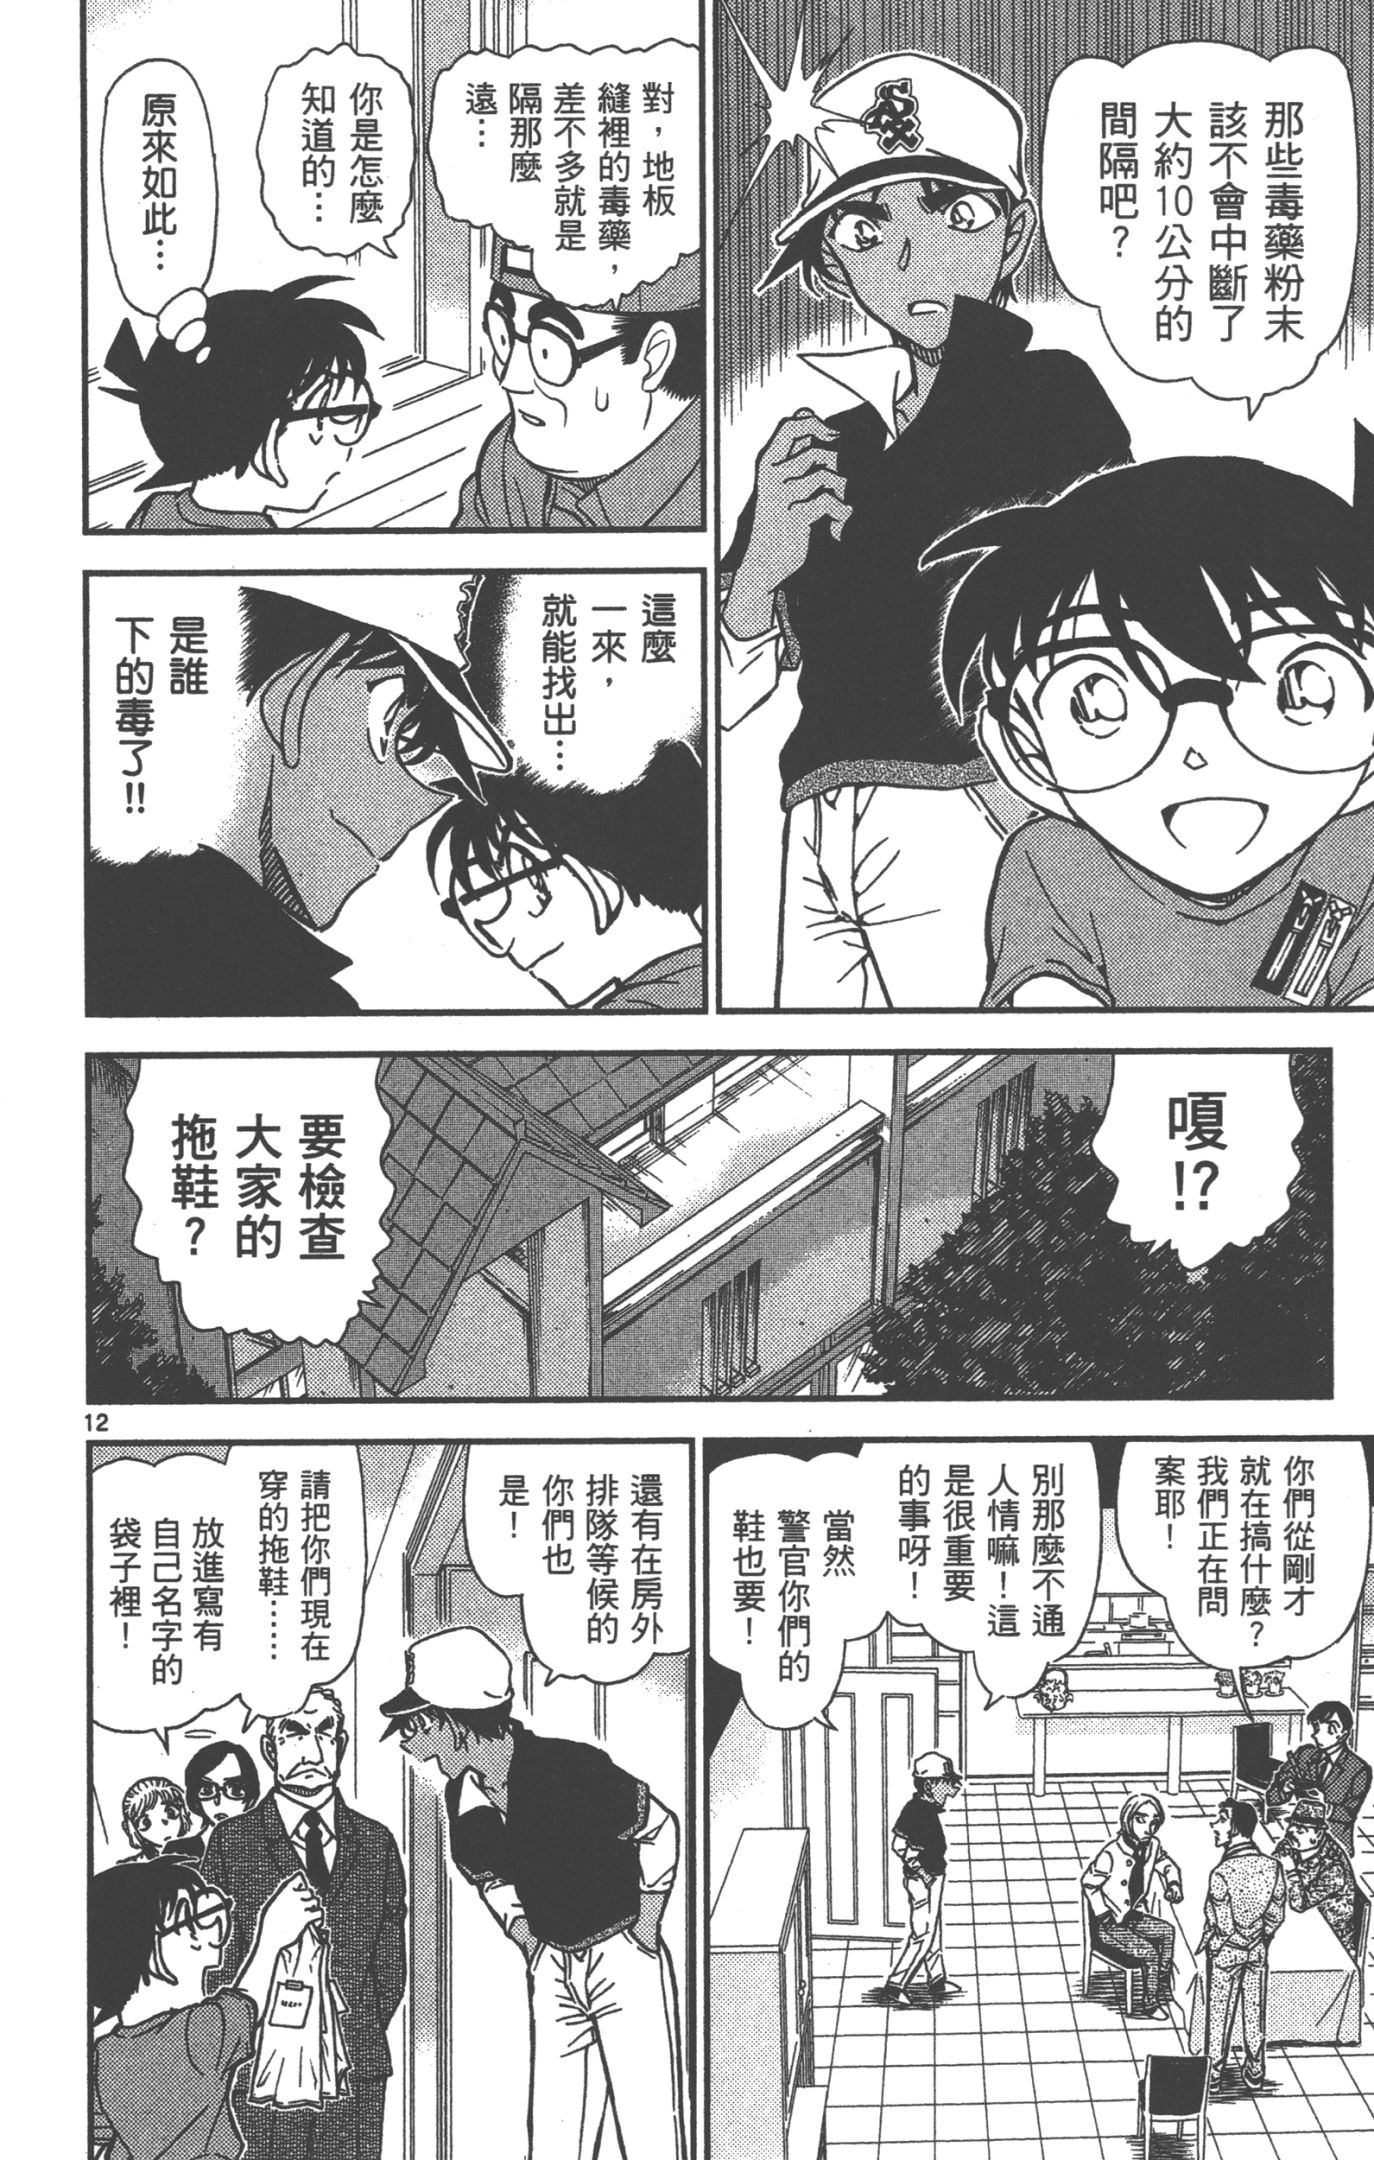 那些毒藥粉末
該不會中斷了
大約10公分的
間隔吧？
對，地板
縫裡的毒藥，
差不多就是
隔那麼
遠…
你是怎麼
知道的…
原來如此…
這麼
一來，
就能找出…
是誰
下的毒了!!
嗄!?
要檢查
大家的
拖鞋？
12
你們從剛才
就在搞什麼？
我們正在問
案耶！
別那麼不通
人情嘛！這
是很重要
的事呀！
當然
警官你們的
鞋也要！
還有在房外
排隊等候的
你們也
是！
請把你們現在
穿的拖鞋……
放進寫有
自己名字的
袋子裡！